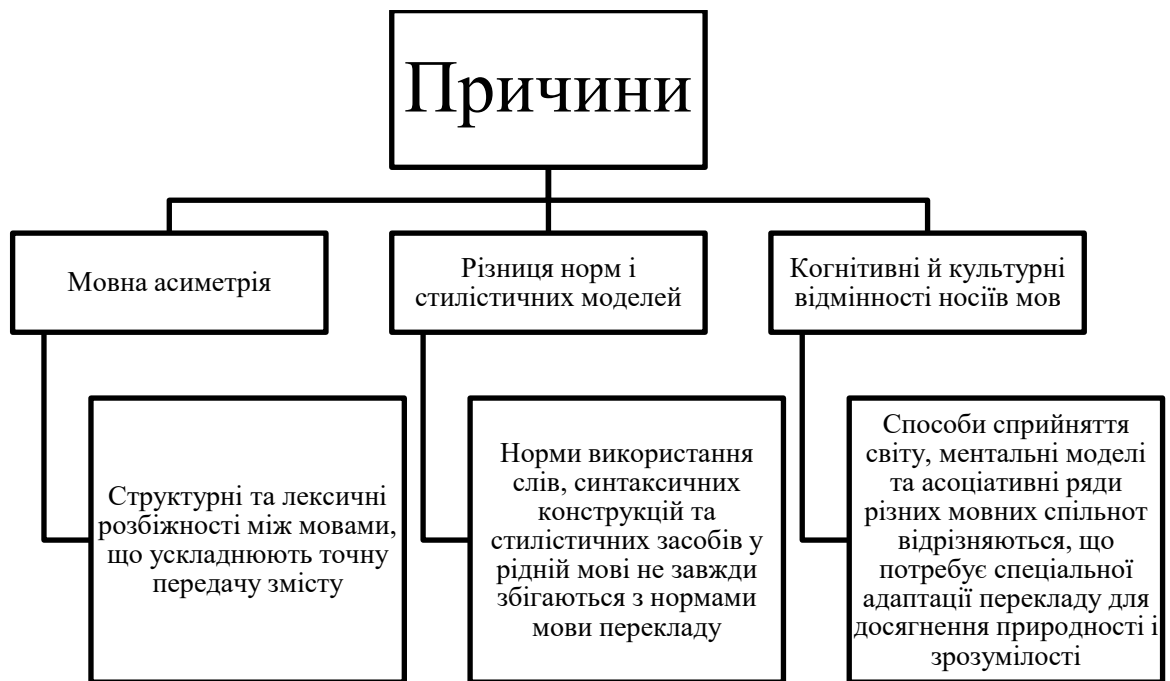 Причини
Мовна асиметрія
Різниця норм і
стилістичних моделей
Когнітивні й культурні
відмінності носіїв мов
Структурні та лексичні
розбіжності між мовами,
що ускладнюють точну
передачу змісту
Норми використання
слів, синтаксичних
конструкцій та
стилістичних засобів у
рідній мові не завжди
збігаються з нормами
мови перекладу
Способи сприйняття
світу, ментальні моделі
та асоціативні ряди
різних мовних спільнот
відрізняються, що
потребує спеціальної
адаптації перекладу для
досягнення природності і
зрозумілості